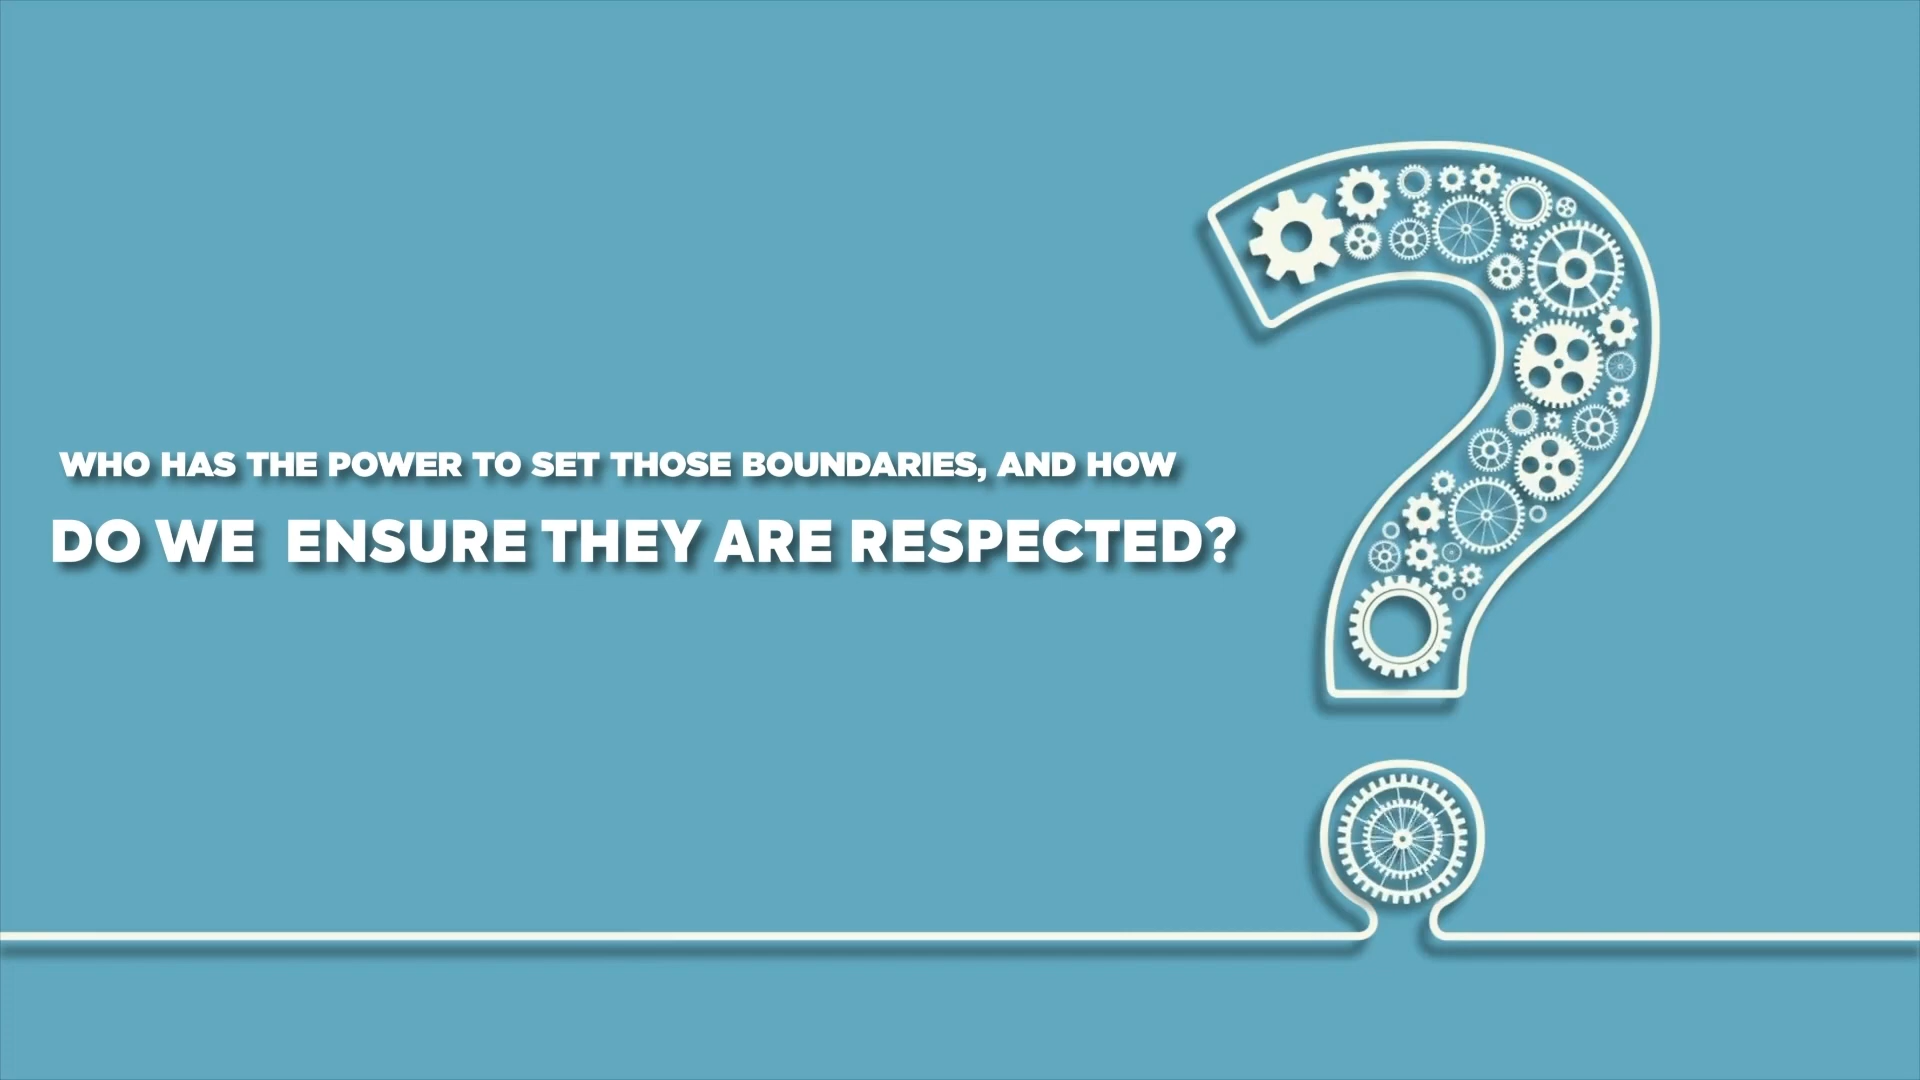 WHO HAS THE POWER TO SET THOSE BOUNDARIES, AND HOW
DO WE ENSURE THEY ARE RESPECTED?